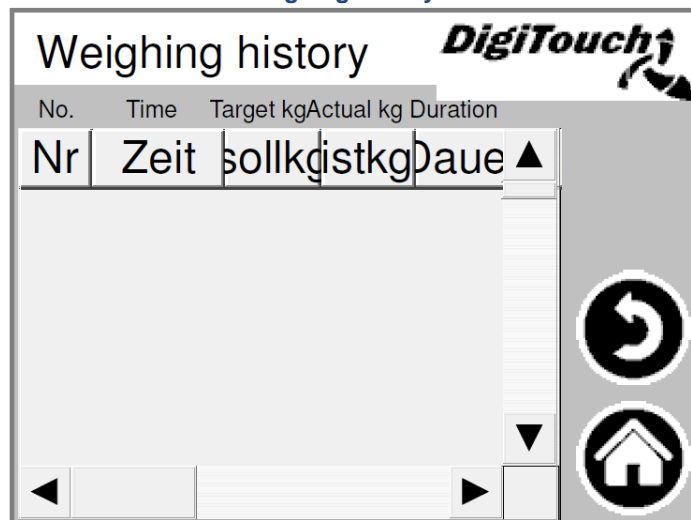 Weighing history
DigiTouch
No. Time Target kg Actual kg Duration
Nr Zeit sollkg istkg Daue